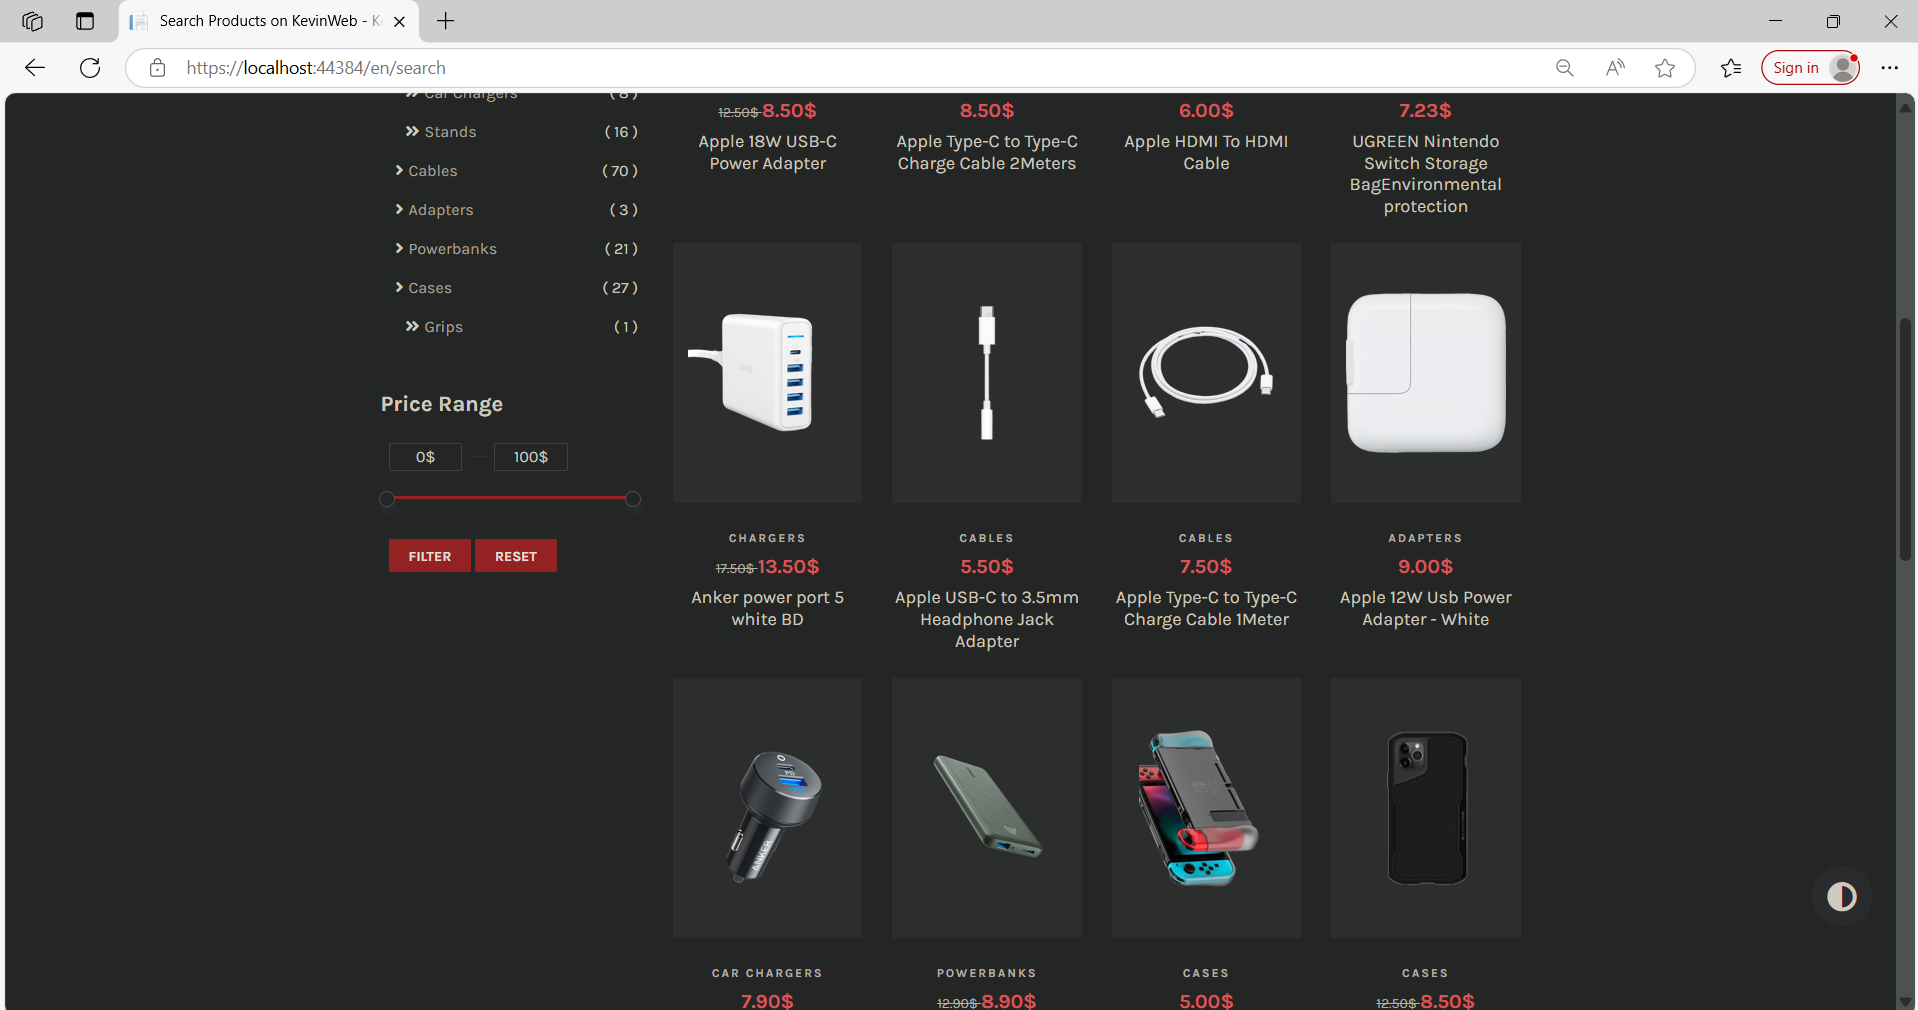 Search Products on KevinWeb - K
https://localhost:44384/en/search
Sign in
Car Chargers (8)
Stands (16)
Cables (70)
Adapters (3)
Powerbanks (21)
Cases (27)
Grips (1)
Price Range
0$ 100$
FILTER RESET
12.50$ 8.50$
Apple 18W USB-C
Power Adapter
8.50$
Apple Type-C to Type-C
Charge Cable 2Meters
6.00$
Apple HDMI To HDMI
Cable
7.23$
UGREEN Nintendo
Switch Storage
BagEnvironmental
protection
CHARGERS
17.50$ 13.50$
Anker power port 5
white BD
CABLES
5.50$
Apple USB-C to 3.5mm
Headphone Jack
Adapter
CABLES
7.50$
Apple Type-C to Type-C
Charge Cable 1Meter
ADAPTERS
9.00$
Apple 12W Usb Power
Adapter - White
PD
ANKER
CAR CHARGERS
7.90$
POWERBANKS
12.90$ 8.90$
CASES
5.00$
CASES
12.50$ 8.50$